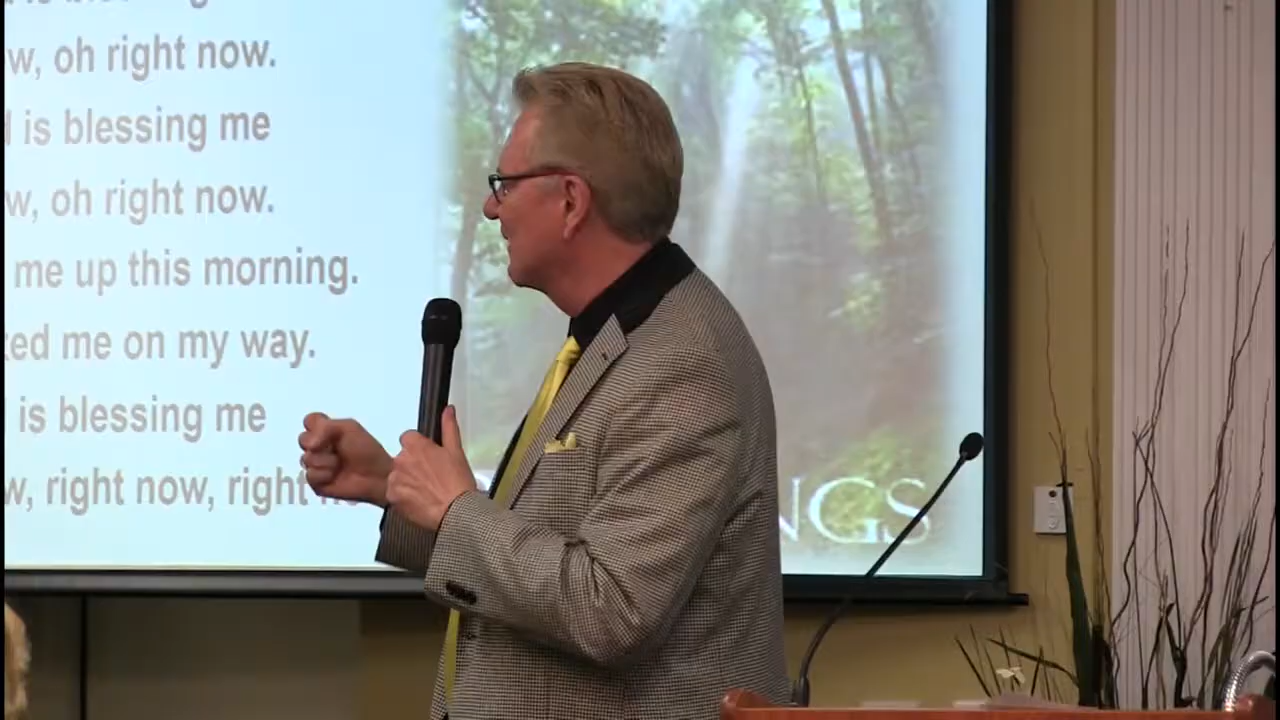 w, oh right now.
is blessing me
w, oh right now.
me up this morning.
ted me on my way.
is blessing me
w, right now, right
NGS